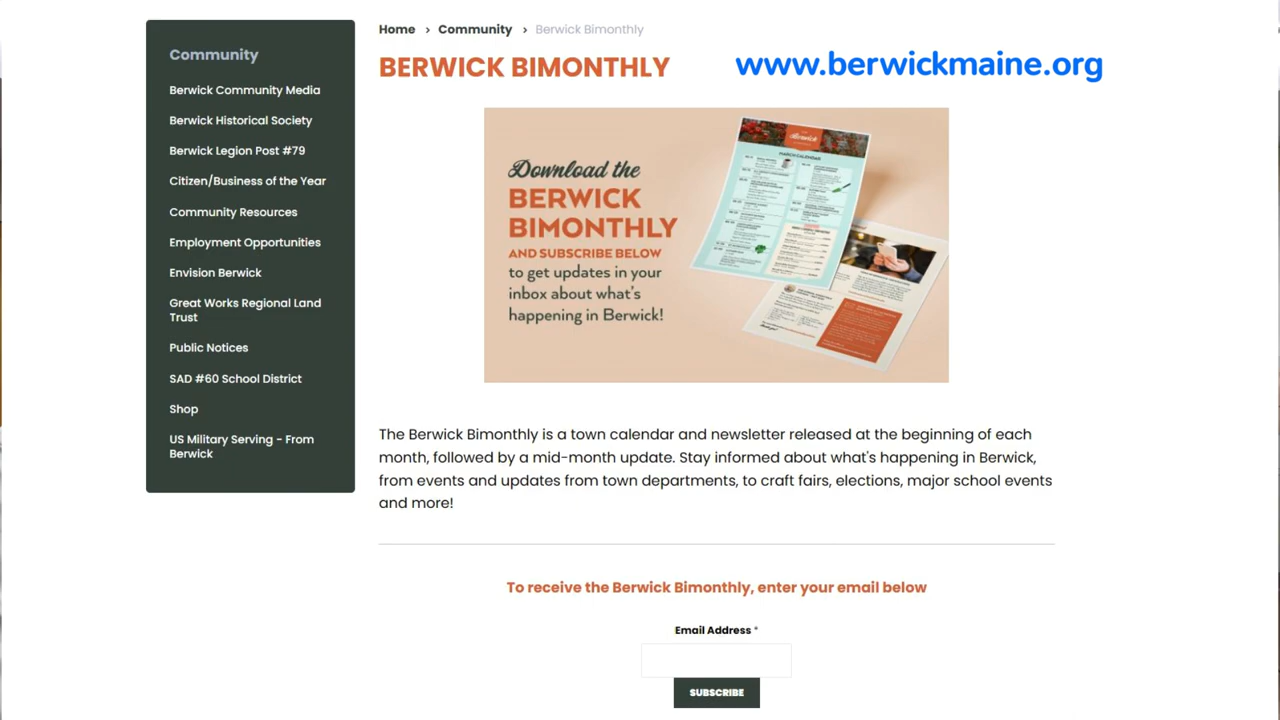 Community
Berwick Community Media
Berwick Historical Society
Berwick Legion Post #79
Citizen/Business of the Year
Community Resources
Employment Opportunities
Envision Berwick
Great Works Regional Land
Trust
Public Notices
SAD #60 School District
Shop
US Military Serving - From
Berwick
Home > Community > Berwick Bimonthly
BERWICK BIMONTHLY
www.berwickmaine.org
Download the
BERWICK
BIMONTHLY
AND SUBSCRIBE BELOW
to get updates in your
inbox about what's
happening in Berwick!
Berwick
MARCH CALENDAR
The Berwick Bimonthly is a town calendar and newsletter released at the beginning of each
month, followed by a mid-month update. Stay informed about what's happening in Berwick,
from events and updates from town departments, to craft fairs, elections, major school events
and more!
To receive the Berwick Bimonthly, enter your email below
Email Address *
SUBSCRIBE